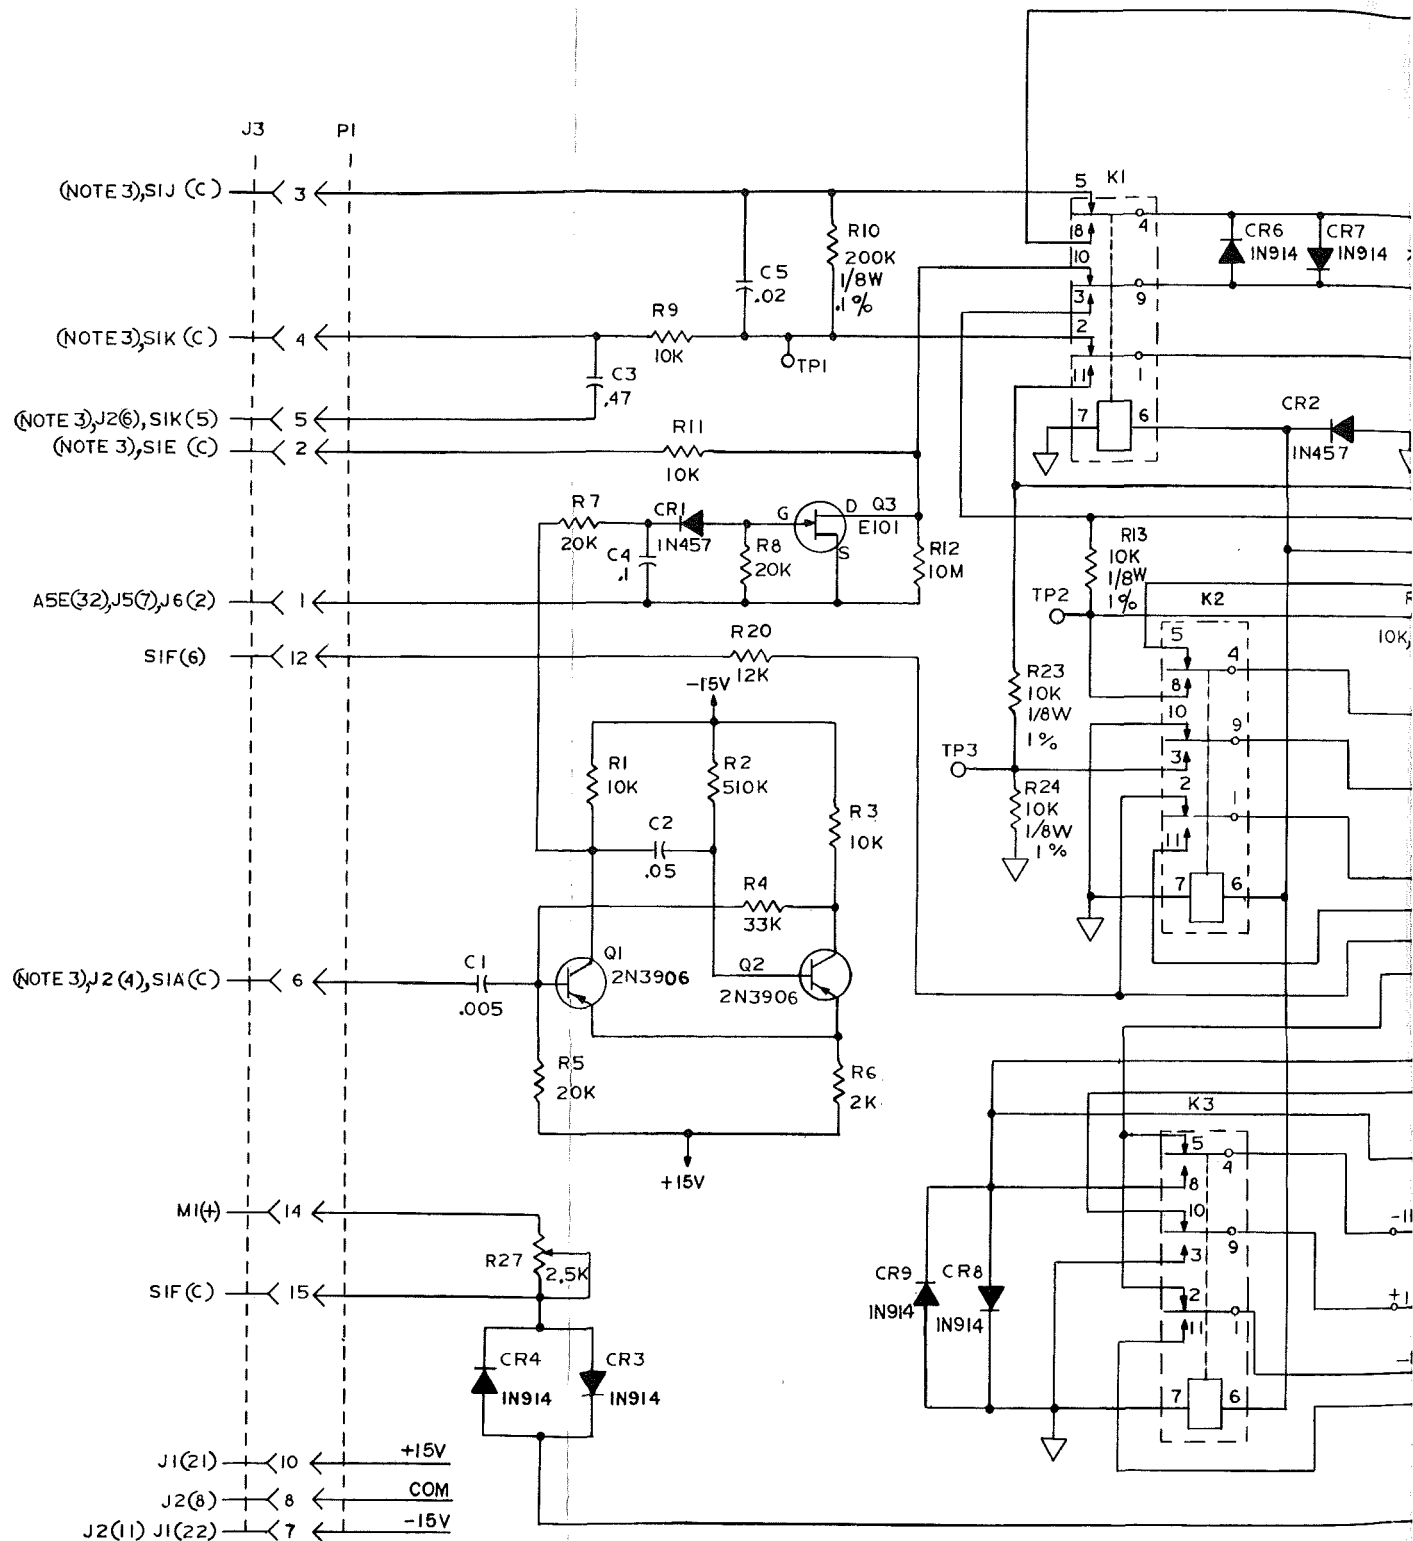 J3 P1
(NOTE 3),S1J (C) 3
5 K1
8 4
R10
200K
1/8W
.1%
C5
.02
CR6
1N914
CR7
1N914
10
3 9
(NOTE 3),S1K (C) 4
R9
10K
TP1
2
11 1
C3
.47
(NOTE 3),J2(6),S1K(5) 5
7 6
CR2
1N457
(NOTE 3),S1E (C) 2
R11
10K
R7
20K
CR1
1N457
C4
.1
R8
20K
G D S
Q3
E101
R12
10M
R13
10K
1/8W
1%
A5E(32),J5(7),J6(2) 1
TP2
K2
5 4
8
10 9
3
2 1
11
7 6
10K,
S1F(6) 12
R20
12K
-15V
R23
10K
1/8W
1%
TP3
R24
10K
1/8W
1%
R1
10K
R2
510K
R3
10K
C2
.05
R4
33K
(NOTE 3),J2(4),S1A(C) 6
C1
.005
Q1
2N3906
Q2
2N3906
R5
20K
R6
2K
+15V
K3
5 4
8
10 9
3
2 1
11
7 6
M1(+) 14
R27
2.5K
S1F(C) 15
CR9
1N914
CR8
1N914
CR4
1N914
CR3
1N914
J1(21) 10 +15V
J2(8) 8 COM
J2(11) J1(22) 7 -15V